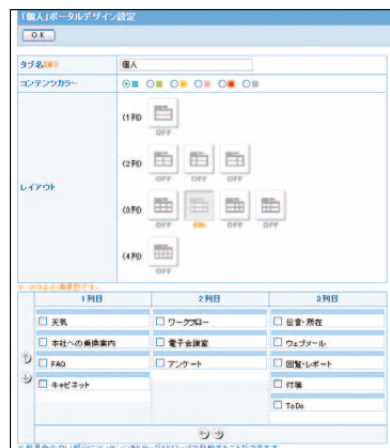 「個人」ポータルデザイン設定
OK
タブ名
個人
コンテンツカラー
レイアウト
(1列)
OFF
(2列)
OFF OFF OFF
(3列)
OFF ON OFF OFF
(4列)
OFF
1列目 2列目 3列目
天気 ワークフロー 伝言・所在
本社への乗換案内 電子会議室 ウェブメール
FAQ アンケート 回覧・レポート
キャビネット 付箋
ToDo